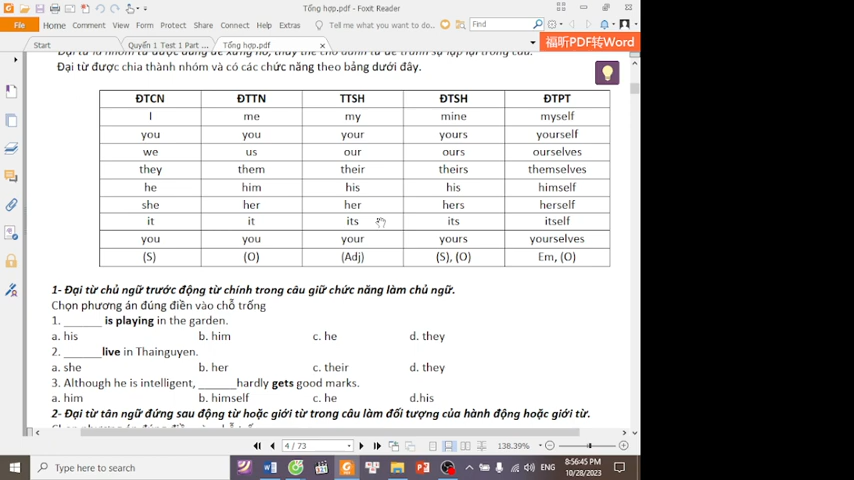 Tổng hợp.pdf - Foxit Reader
File Home Comment View Form Protect Share Connect Help Extras Tell me what you want to do.. Find
Start Quyển 1 Test 1 Part ... Tổng hợp.pdf
福昕PDF转Word
Đại từ được chia thành nhóm và có các chức năng theo bảng dưới đây.
ĐTCN ĐTTN TTSH ĐTSH ĐTPT
I me my mine myself
you you your yours yourself
we us our ours ourselves
they them their theirs themselves
he him his his himself
she her her hers herself
it it its its itself
you you your yours yourselves
(S) (O) (Adj) (S), (O) Em, (O)
1- Đại từ chủ ngữ trước động từ chính trong câu giữ chức năng làm chủ ngữ.
Chọn phương án đúng điền vào chỗ trống
1. ______ is playing in the garden.
a. his b. him c. he d. they
2. ______live in Thainguyen.
a. she b. her c. their d. they
3. Although he is intelligent, ______hardly gets good marks.
a. him b. himself c. he d.his
2- Đại từ tân ngữ đứng sau động từ hoặc giới từ trong câu làm đối tượng của hành động hoặc giới từ.
4 / 73 138.39%
Type here to search ENG 8:56:45 PM
10/28/2023